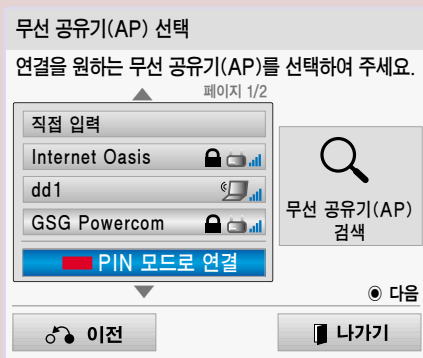 무선 공유기(AP) 선택
연결을 원하는 무선 공유기(AP)를 선택하여 주세요.
페이지 1/2
직접 입력
Internet Oasis
dd1
GSG Powercom
PIN 모드로 연결
무선 공유기(AP)
검색
다음
이전
나가기